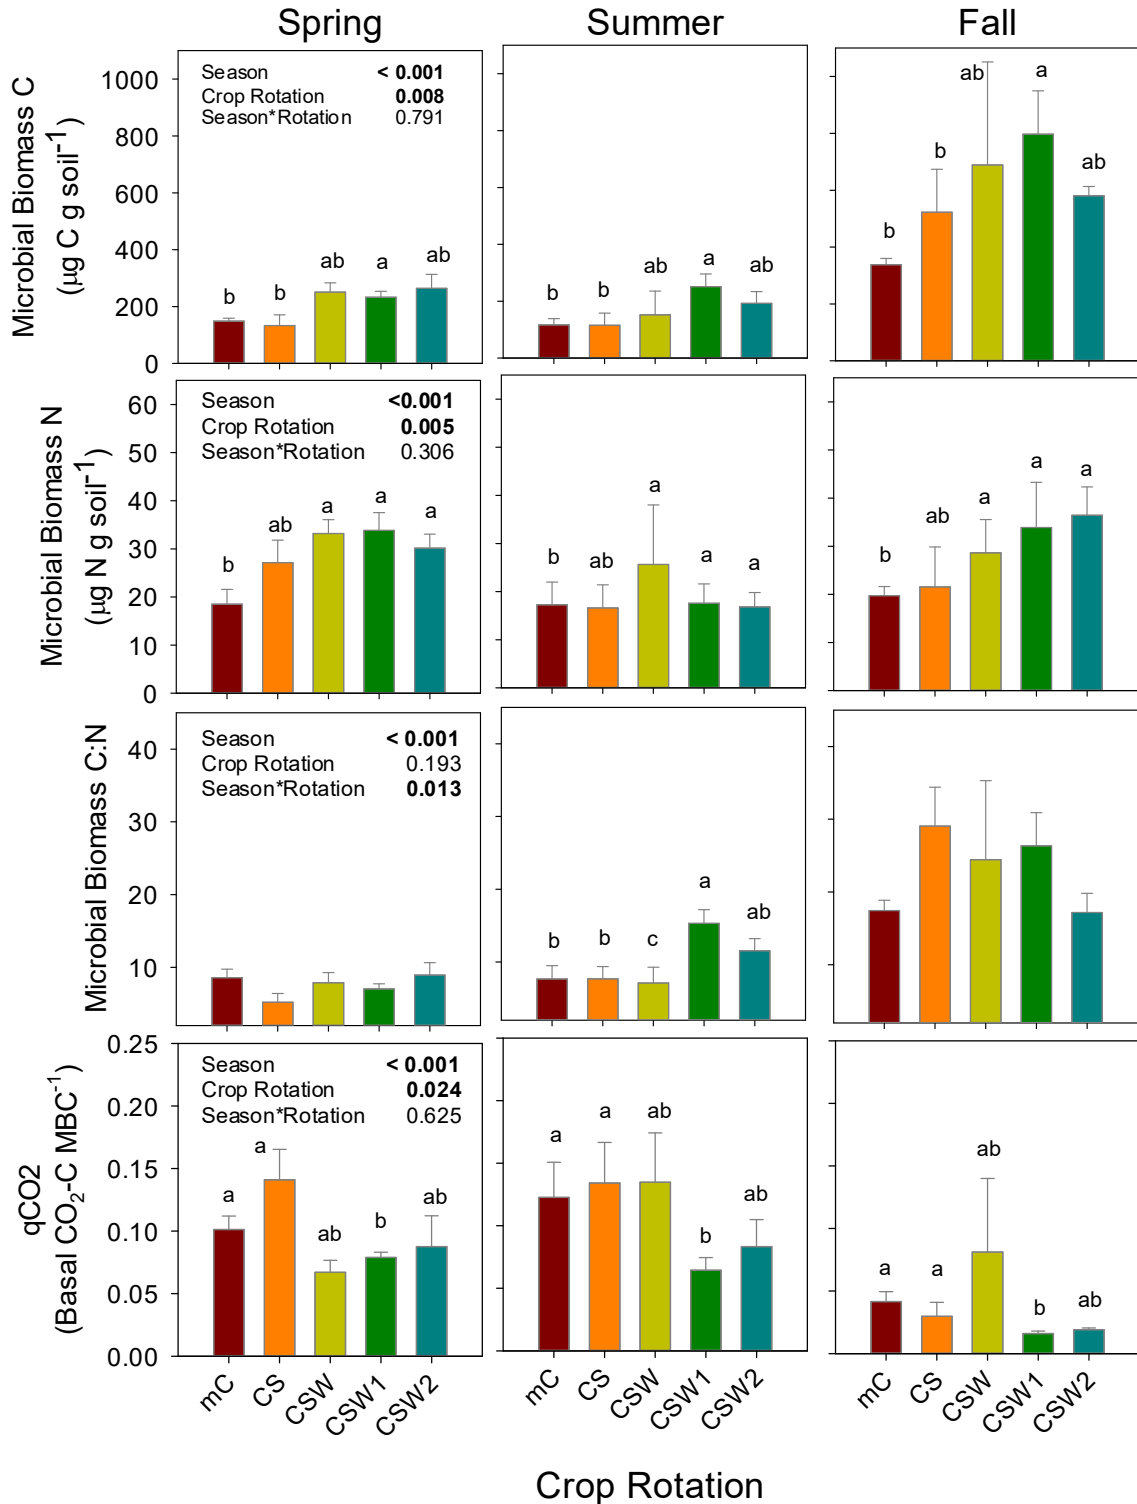 Spring Summer Fall
Microbial Biomass C
(µg C g soil⁻¹)
1000
800
600
400
200
0
Season < 0.001
Crop Rotation 0.008
Season*Rotation 0.791
b b ab a ab
b b ab a ab
b b ab a ab
Microbial Biomass N
(µg N g soil⁻¹)
60
50
40
30
20
10
0
Season <0.001
Crop Rotation 0.005
Season*Rotation 0.306
b ab a a a
b ab a a a
b ab a a a
Microbial Biomass C:N
40
30
20
10
Season < 0.001
Crop Rotation 0.193
Season*Rotation 0.013
b b c a ab
qCO2
(Basal CO₂-C MBC⁻¹)
0.25
0.20
0.15
0.10
0.05
0.00
Season < 0.001
Crop Rotation 0.024
Season*Rotation 0.625
a a ab b ab
a a ab b ab
a a ab b ab
mC CS CSW CSW1 CSW2
mC CS CSW CSW1 CSW2
mC CS CSW CSW1 CSW2
Crop Rotation